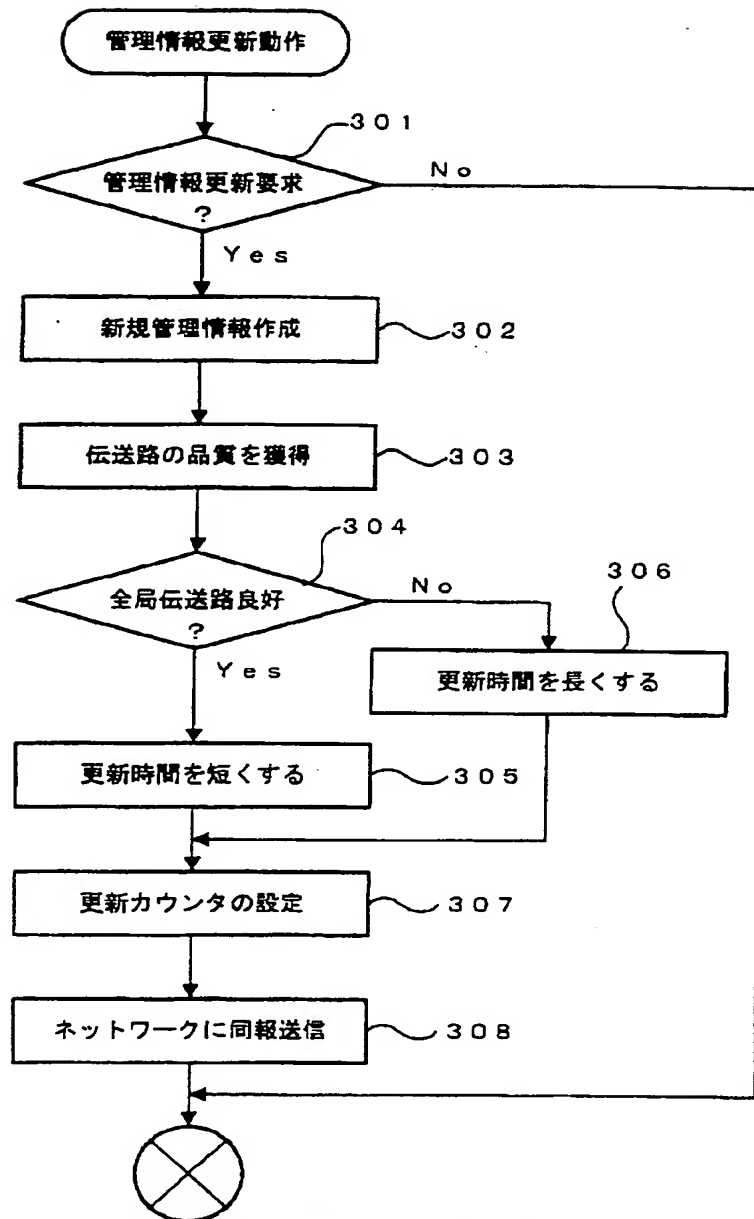 管理情報更新動作
301
管理情報更新要求
?
No
Yes
新規管理情報作成
302
伝送路の品質を獲得
303
304
全局伝送路良好
?
No
Yes
306
更新時間を長くする
更新時間を短くする
305
更新カウンタの設定
307
ネットワークに同報送信
308